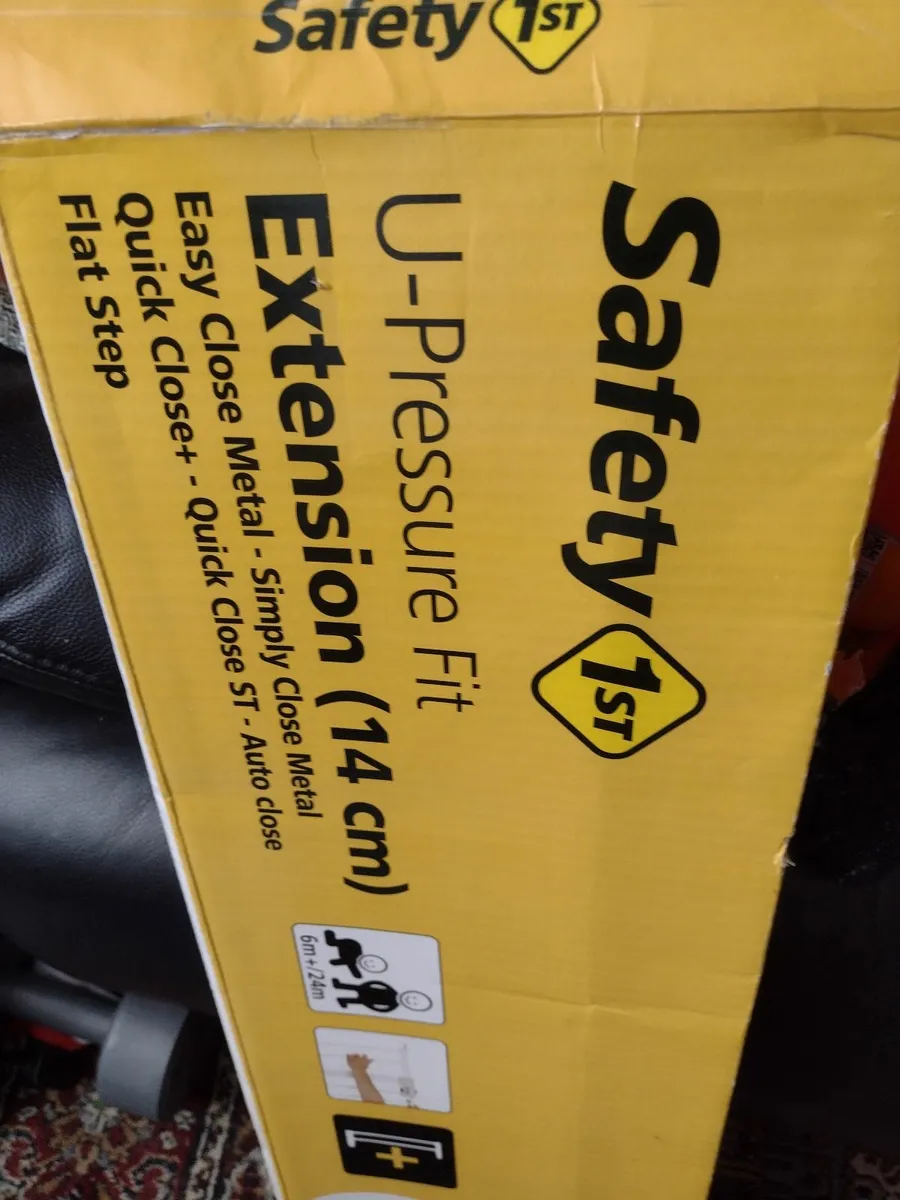 Safety 1ST
Safety 1ST
U-Pressure Fit
Extension (14 cm)
Easy Close Metal - Simply Close Metal
Quick Close+ - Quick Close ST - Auto close
Flat Step
6m+/24m